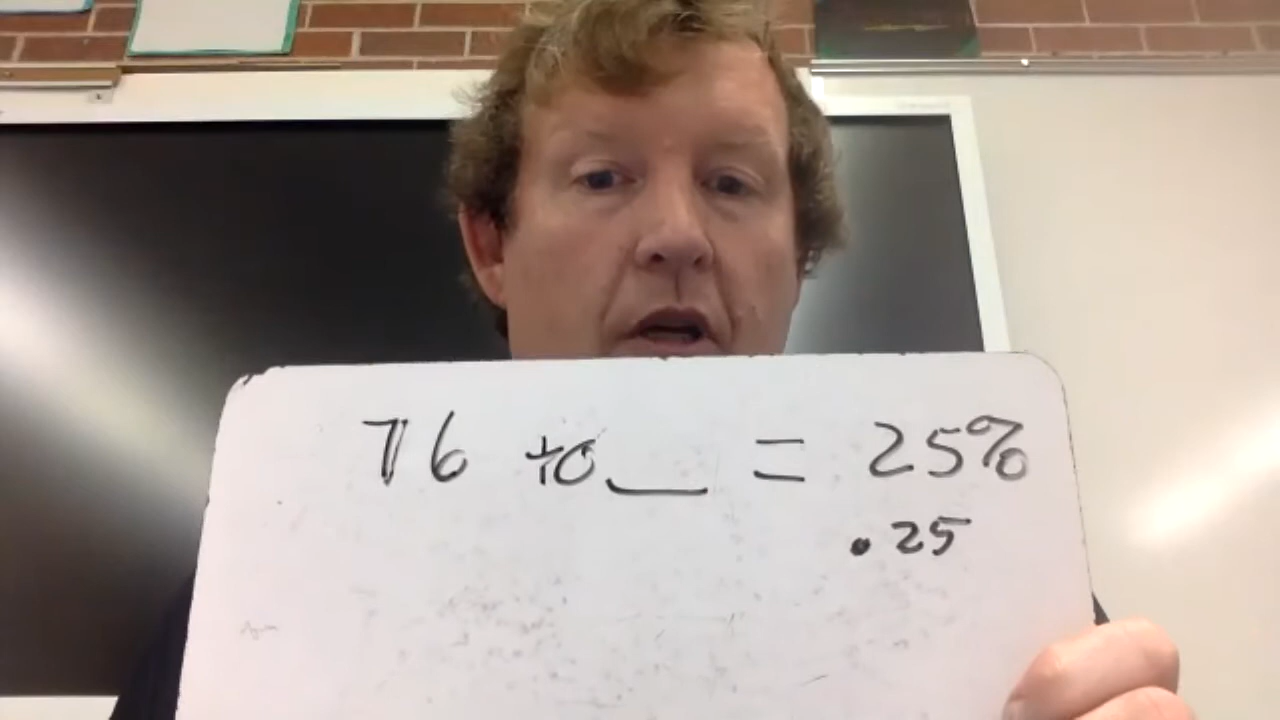 76 to __ = 25%
.25